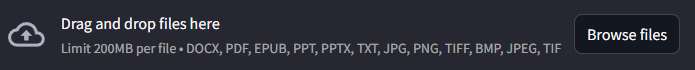 Drag and drop files here
Limit 200MB per file • DOCX, PDF, EPUB, PPT, PPTX, TXT, JPG, PNG, TIFF, BMP, JPEG, TIF
Browse files